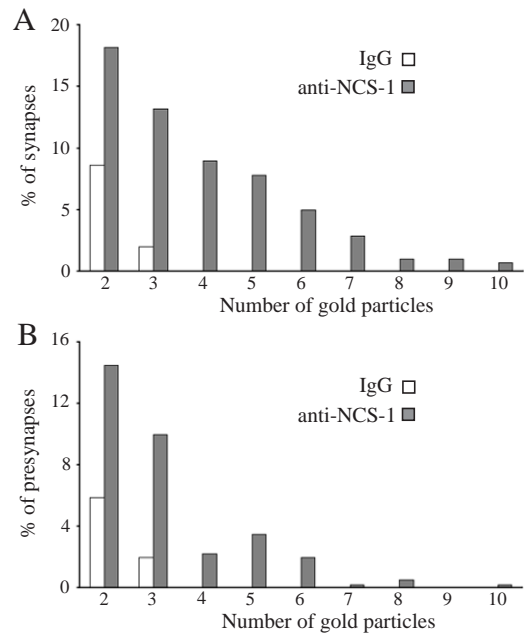 A
20
15
10
5
0
% of synapses
IgG
anti-NCS-1
2 3 4 5 6 7 8 9 10
Number of gold particles
B
16
12
8
4
0
% of presynapses
IgG
anti-NCS-1
2 3 4 5 6 7 8 9 10
Number of gold particles